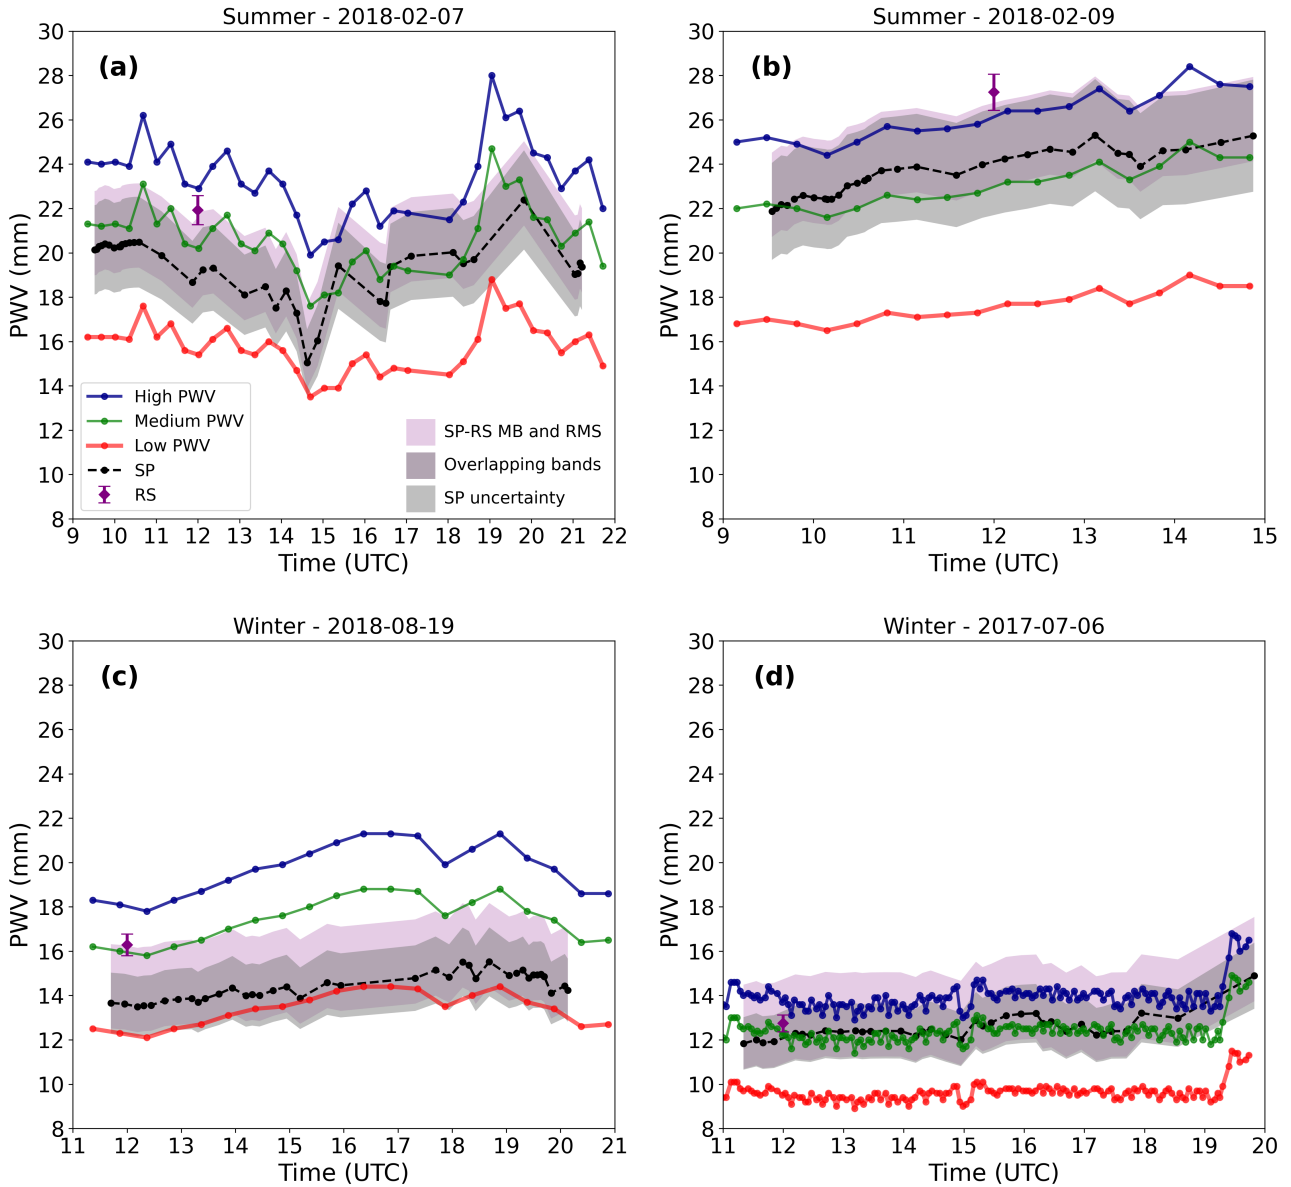 Summer - 2018-02-07
(a)
PWV (mm)
30
28
26
24
22
20
18
16
14
12
10
8
High PWV
Medium PWV
Low PWV
SP
RS
SP-RS MB and RMS
Overlapping bands
SP uncertainty
9 10 11 12 13 14 15 16 17 18 19 20 21 22
Time (UTC)
Summer - 2018-02-09
(b)
PWV (mm)
30
28
26
24
22
20
18
16
14
12
10
8
9 10 11 12 13 14 15
Time (UTC)
Winter - 2018-08-19
(c)
PWV (mm)
30
28
26
24
22
20
18
16
14
12
10
8
11 12 13 14 15 16 17 18 19 20 21
Time (UTC)
Winter - 2017-07-06
(d)
PWV (mm)
30
28
26
24
22
20
18
16
14
12
10
8
11 12 13 14 15 16 17 18 19 20
Time (UTC)